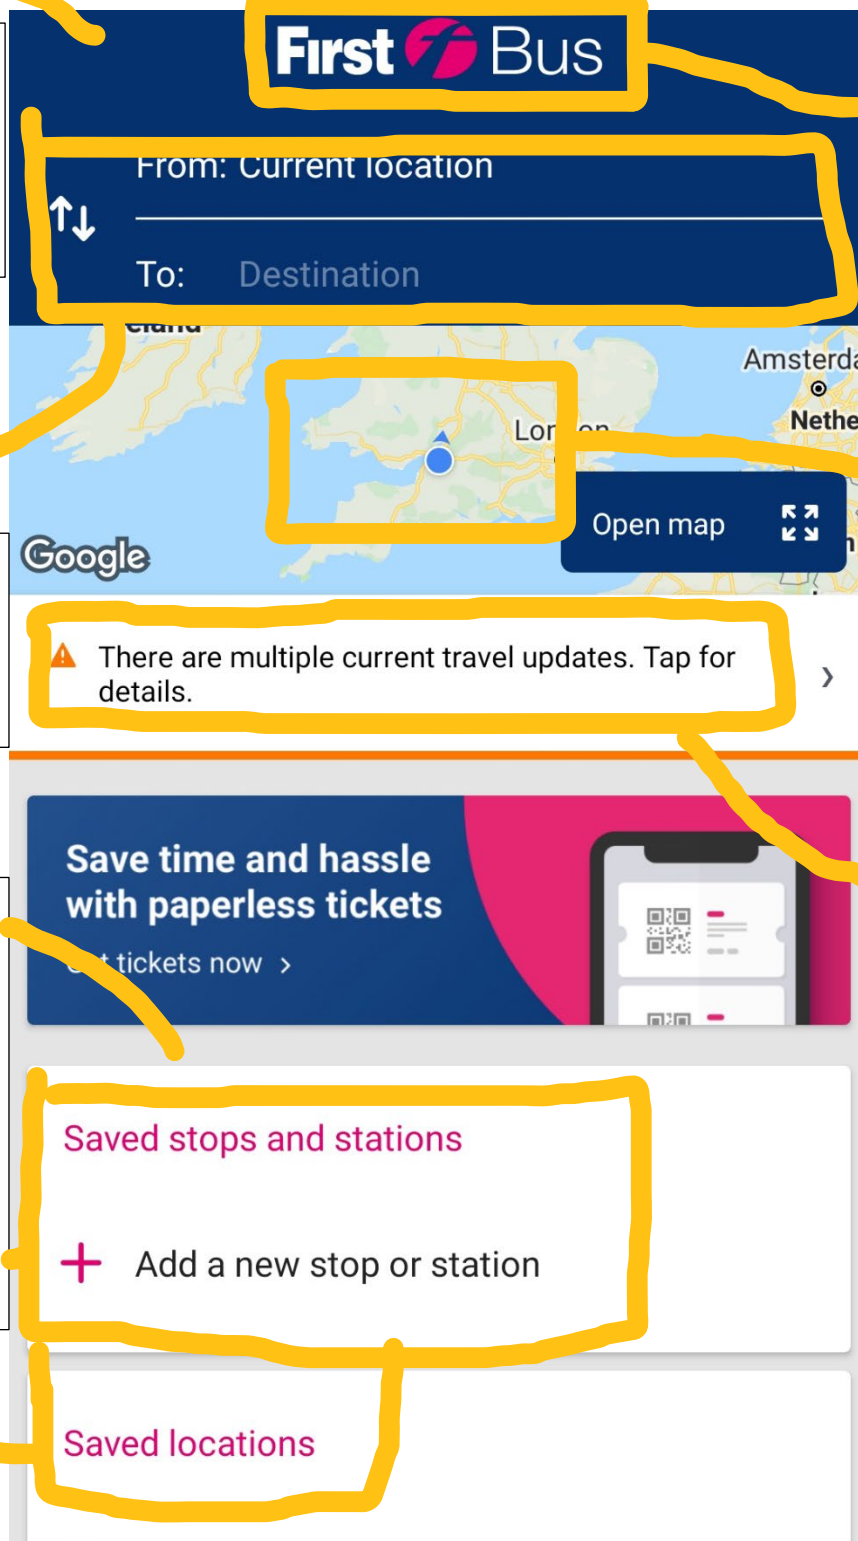 First Bus
From: Current location
To: Destination
Amsterda
Nethe
Google
Open map
There are multiple current travel updates. Tap for
details.
Save time and hassle
with paperless tickets
tickets now >
Saved stops and stations
+ Add a new stop or station
Saved locations